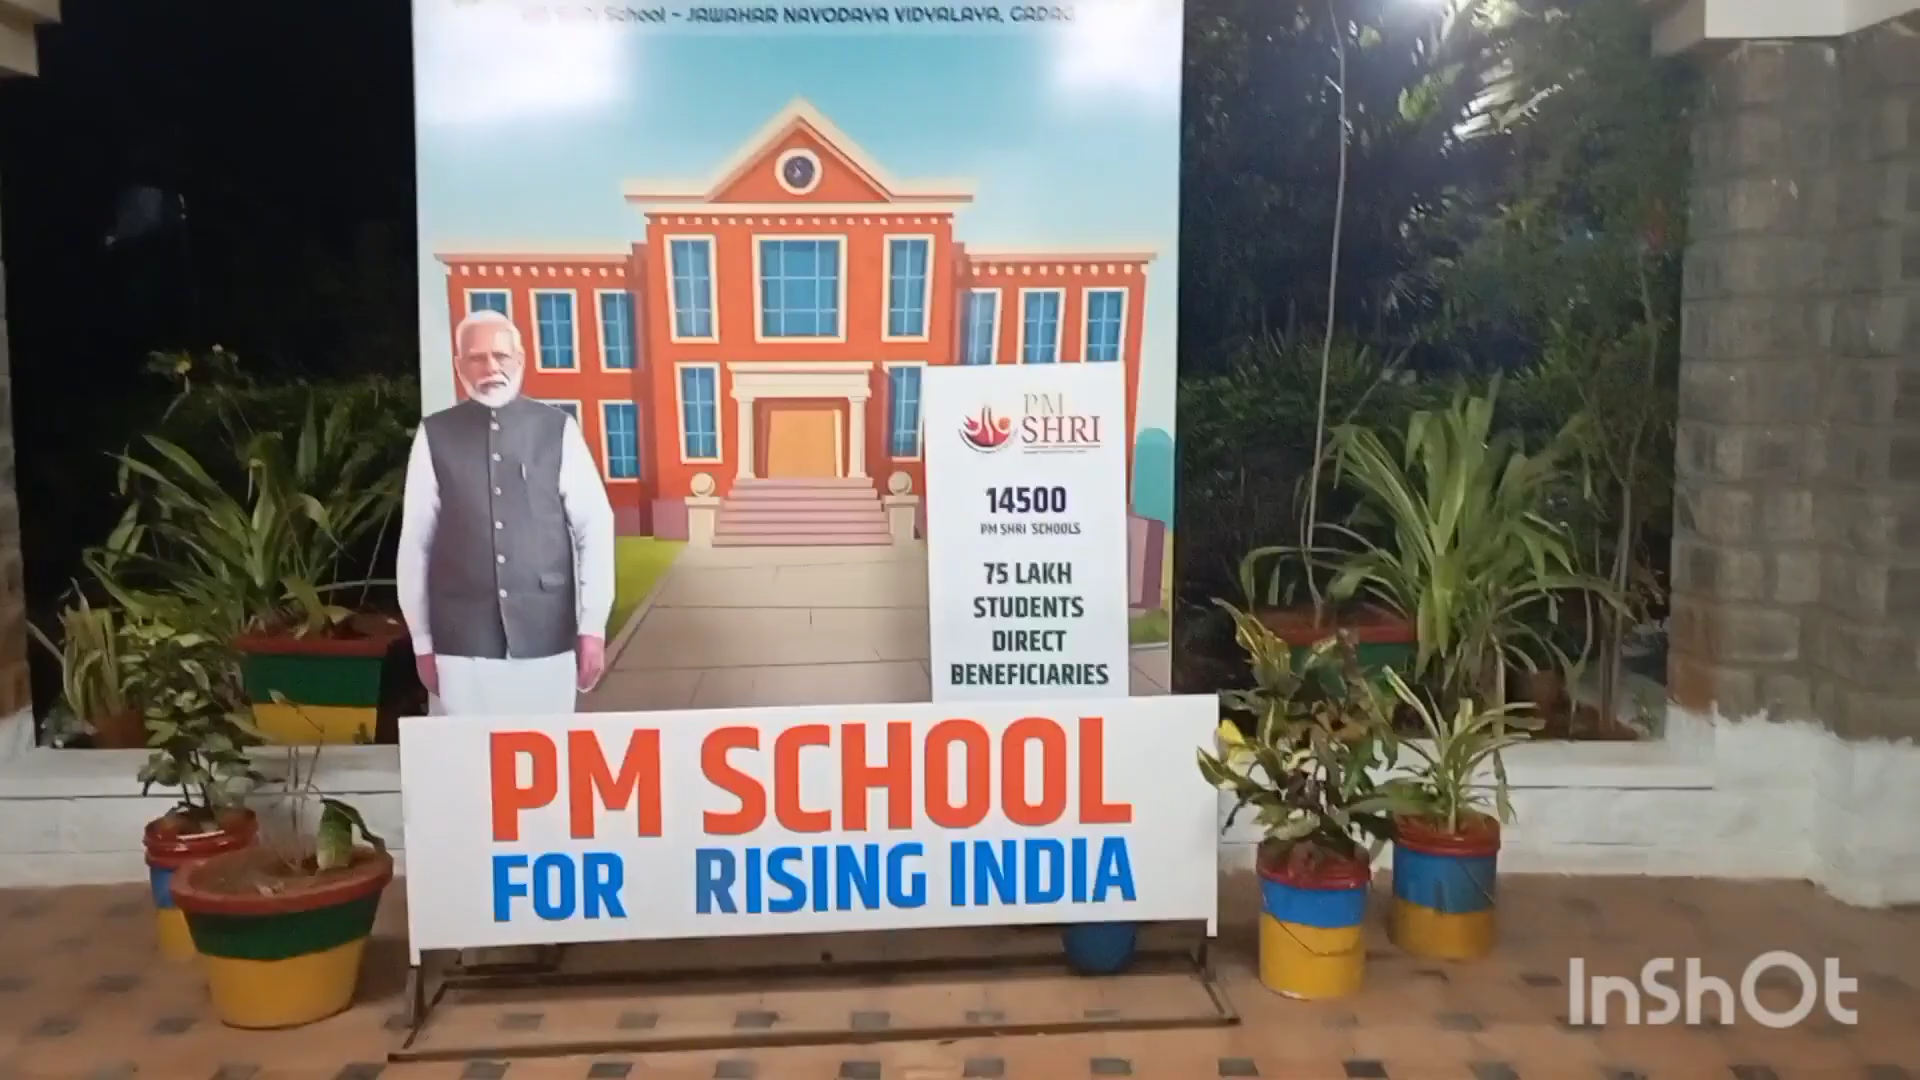 School - JAWAHAR NAVODAYA VIDYALAYA, GADAG
PM
SHRI
14500
PM SHRI SCHOOLS
75 LAKH
STUDENTS
DIRECT
BENEFICIARIES
PM SCHOOL
FOR RISING INDIA
InShOt